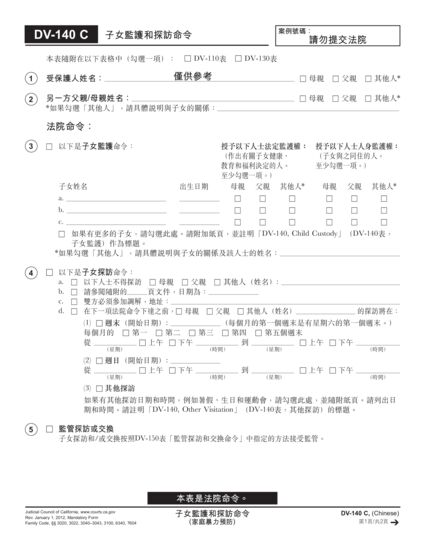 DV-140 C 子女監護和探訪命令
案例號碼：
請勿提交法院
本表隨附在以下表格中 (勾選一項) ： □ DV-110表 □ DV-130表
1 受保護人姓名： 僅供參考 □ 母親 □ 父親 □ 其他人*
2 另一方父親/母親姓名： □ 母親 □ 父親 □ 其他人*
*如果勾選「其他人」，請具體說明與子女的關係：
法院命令：
3 □ 以下是子女監護命令：
授予以下人士法定監護權： 授予以下人士人身監護權：
(作出有關子女健康、 (子女與之同住的人。
教育和福利決定的人。 至少勾選一項。)
至少勾選一項。)
子女姓名 出生日期 母親 父親 其他人* 母親 父親 其他人*
a. □ □ □ □ □ □
b. □ □ □ □ □ □
c. □ □ □ □ □ □
□ 如果有更多的子女，請勾選此處。請附加紙頁，並註明「DV-140, Child Custody」 (DV-140表，
子女監護) 作為標題。
*如果勾選「其他人」，請具體說明與子女的關係及該人士的姓名：
4 □ 以下是子女探訪命令：
a. □ 以下人士不得探訪 □ 母親 □ 父親 □ 其他人 (姓名)：
b. □ 請參閱隨附的 頁文件，日期為：
c. □ 雙方必須參加調解，地址：
d. □ 在下一項法院命令下達之前，□ 母親 □ 父親 □ 其他人 (姓名) 的探訪將在：
(1) □ 週末 (開始日期)： (每個月的第一個週末是有星期六的第一個週末。)
每個月的 □ 第一 □ 第二 □ 第三 □ 第四 □ 第五個週末
從 □ 上午 □ 下午 到 □ 上午 □ 下午
(星期) (時間) (星期) (時間)
(2) □ 週日 (開始日期)：
從 □ 上午 □ 下午 到 □ 上午 □ 下午
(星期) (時間) (星期) (時間)
(3) □ 其他探訪
如果有其他探訪日期和時間，例如暑假、生日和運動會，請勾選此處，並隨附紙頁。請列出日
期和時間。請註明「DV-140, Other Visitation」 (DV-140表，其他探訪) 的標題。
5 □ 監管探訪或交換
子女探訪和/或交換按照DV-150表「監管探訪和交換命令」中指定的方法接受監管。
本表是法院命令。
Judicial Council of California, www.courts.ca.gov
Rev. January 1, 2012, Mandatory Form
Family Code, §§ 3020, 3022, 3040–3043, 3100, 6340, 7604
子女監護和探訪命令
(家庭暴力預防)
DV-140 C, (Chinese)
第1頁/共2頁 →